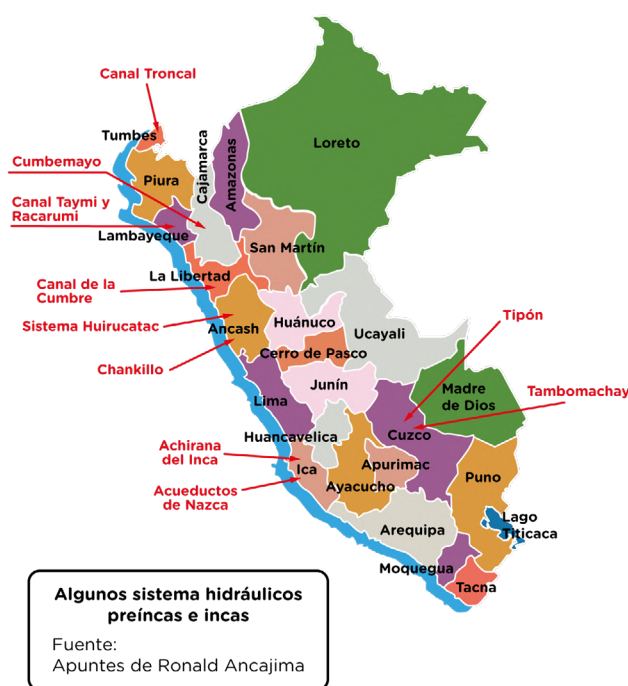 Canal Troncal
Tumbes
Cumbemayo
Piura
Cajamarca
Amazonas
Loreto
Canal Taymi y
Racarumi
Lambayeque
San Martín
La Libertad
Canal de la
Cumbre
Sistema Huirucatac
Ancash
Huánuco
Ucayali
Tipón
Cerro de Pasco
Chankillo
Junín
Lima
Madre
de Dios
Tambomachay
Huancavelica
Cuzco
Achirana
del Inca
Ica
Apurimac
Puno
Acueductos
de Nazca
Ayacucho
Lago
Titicaca
Arequipa
Moquegua
Tacna
Algunos sistema hidráulicos
preíncas e incas
Fuente:
Apuntes de Ronald Ancajima